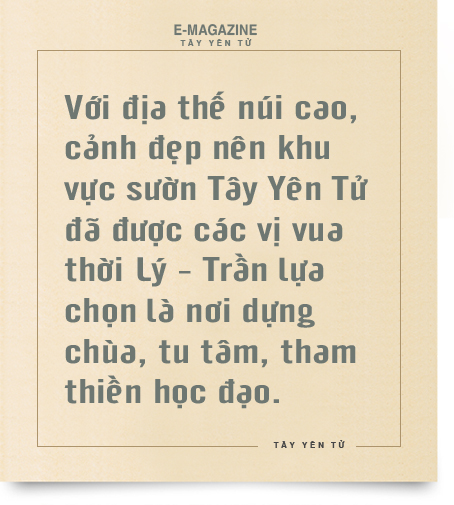 E-MAGAZINE
TÂY YÊN TỬ
Với địa thế núi cao,
cảnh đẹp nên khu
vực sườn Tây Yên Tử
đã được các vị vua
thời Lý - Trần lựa
chọn là nơi dựng
chùa, tu tâm, tham
thiền học đạo.
TÂY YÊN TỬ